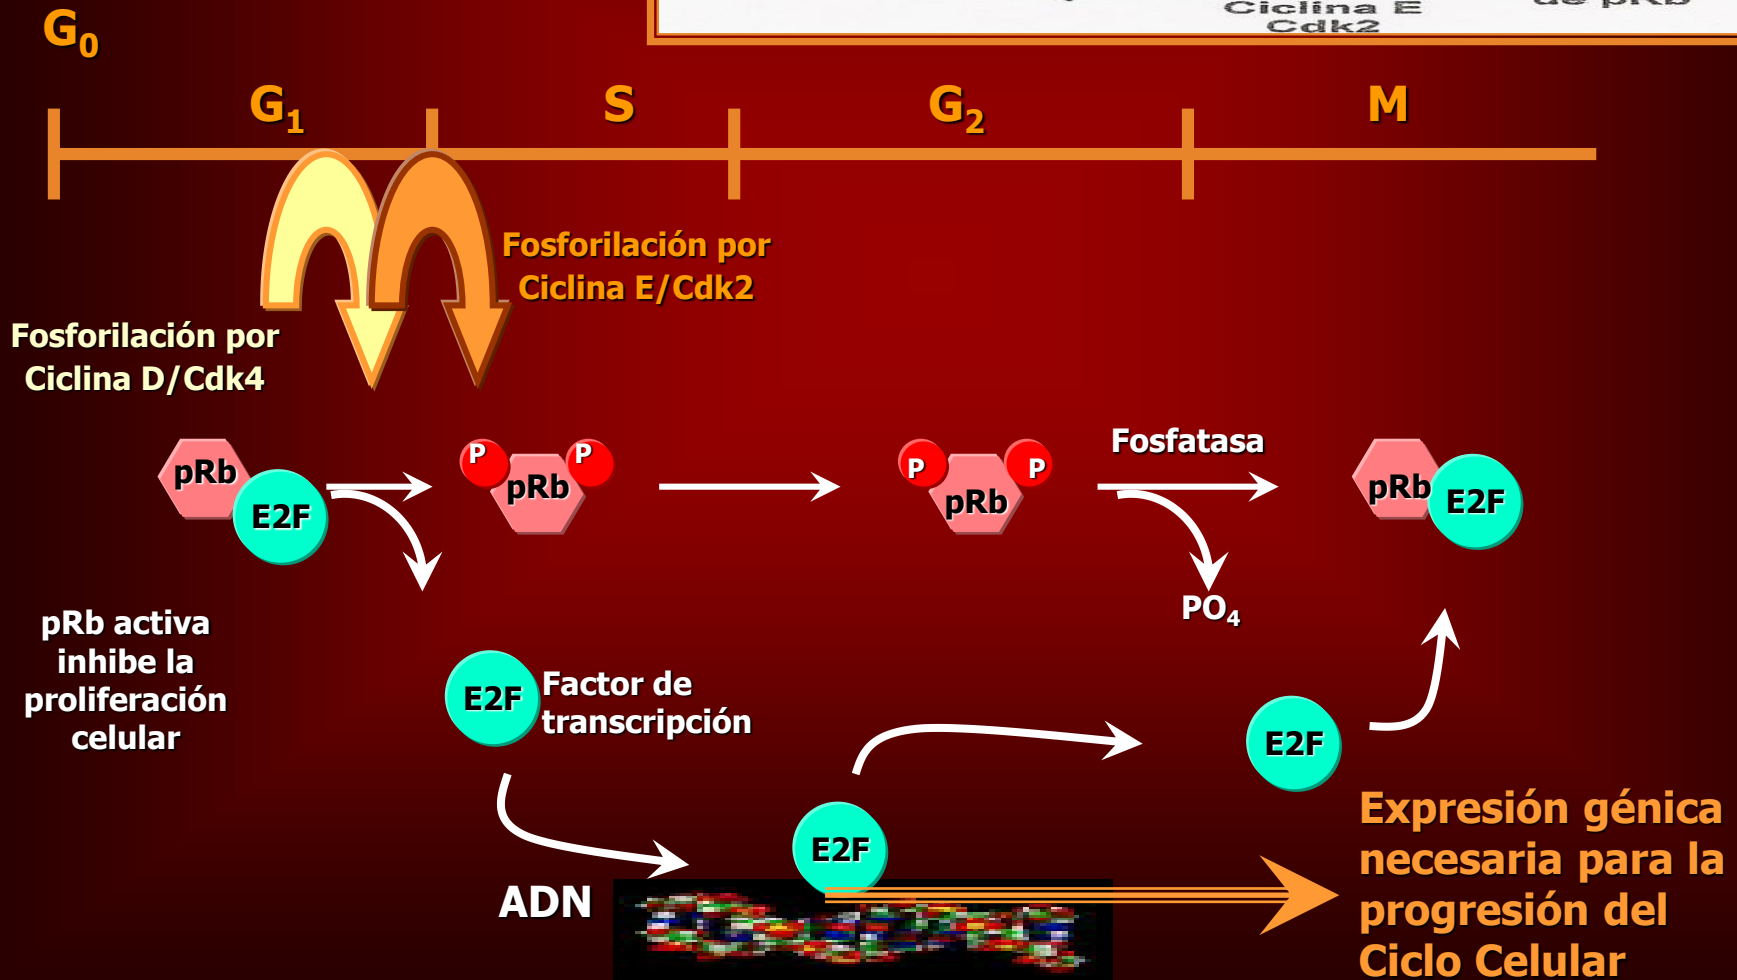 Ciclina E
de pRb
Cdk2
G0
G1
S
G2
M
Fosforilación por
Ciclina E/Cdk2
Fosforilación por
Ciclina D/Cdk4
pRb
E2F
P
P
pRb
P
P
pRb
Fosfatasa
pRb
E2F
PO4
pRb activa
inhibe la
proliferación
celular
E2F
Factor de
transcripción
E2F
E2F
ADN
Expresión génica
necesaria para la
progresión del
Ciclo Celular